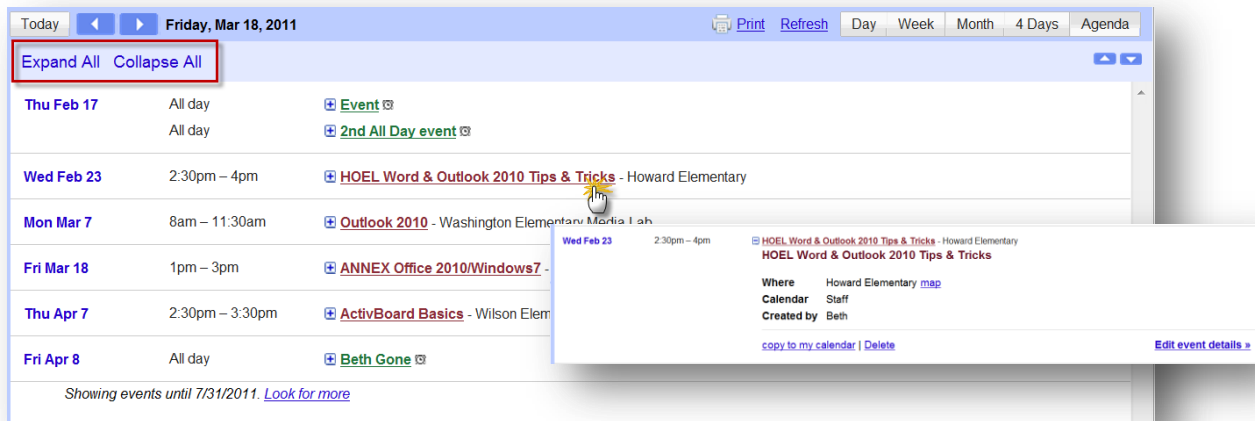 Today Friday, Mar 18, 2011 Print Refresh Day Week Month 4 Days Agenda
Expand All Collapse All
Thu Feb 17 All day Event
All day 2nd All Day event
Wed Feb 23 2:30pm – 4pm HOEL Word & Outlook 2010 Tips & Tricks - Howard Elementary
Mon Mar 7 8am – 11:30am Outlook 2010 - Washington Elementary Media Lab
Fri Mar 18 1pm – 3pm ANNEX Office 2010/Windows7 -
Thu Apr 7 2:30pm – 3:30pm ActivBoard Basics - Wilson Elem
Fri Apr 8 All day Beth Gone
Showing events until 7/31/2011. Look for more
Wed Feb 23 2:30pm – 4pm HOEL Word & Outlook 2010 Tips & Tricks - Howard Elementary
HOEL Word & Outlook 2010 Tips & Tricks
Where Howard Elementary map
Calendar Staff
Created by Beth
copy to my calendar | Delete Edit event details »